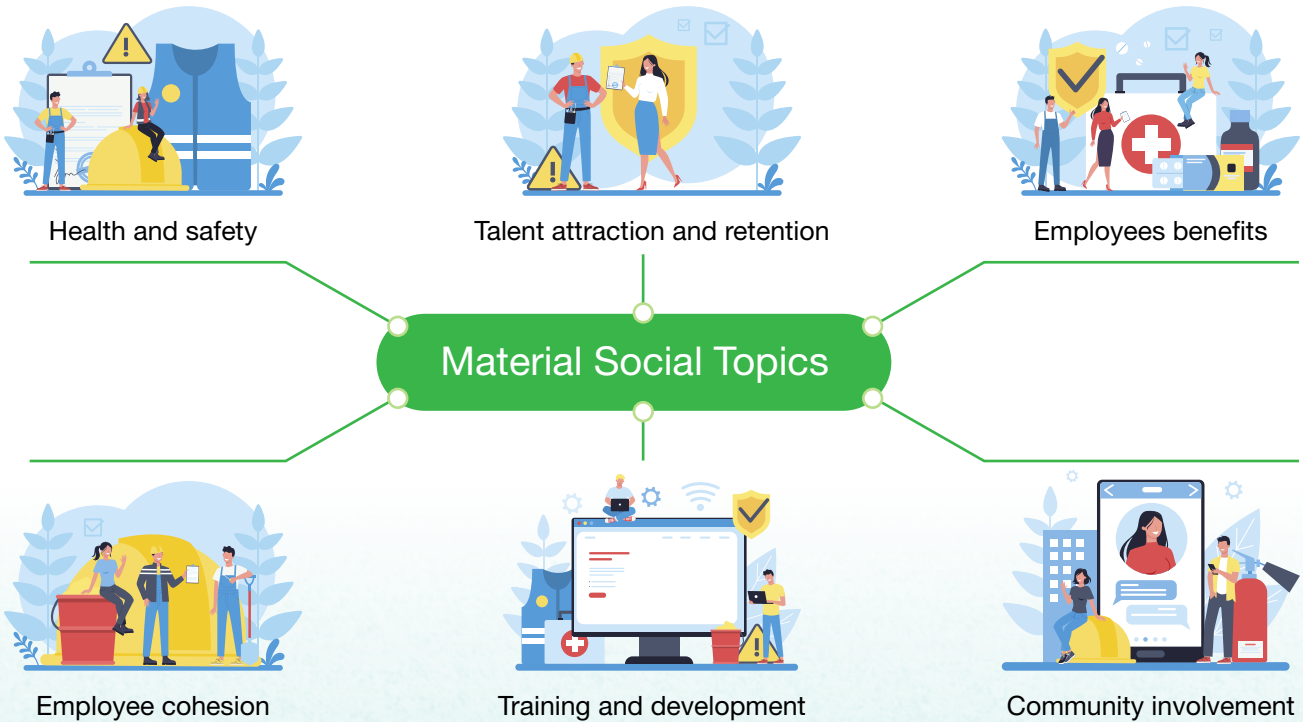 Health and safety
Talent attraction and retention
Employees benefits
Material Social Topics
Employee cohesion
Training and development
Community involvement